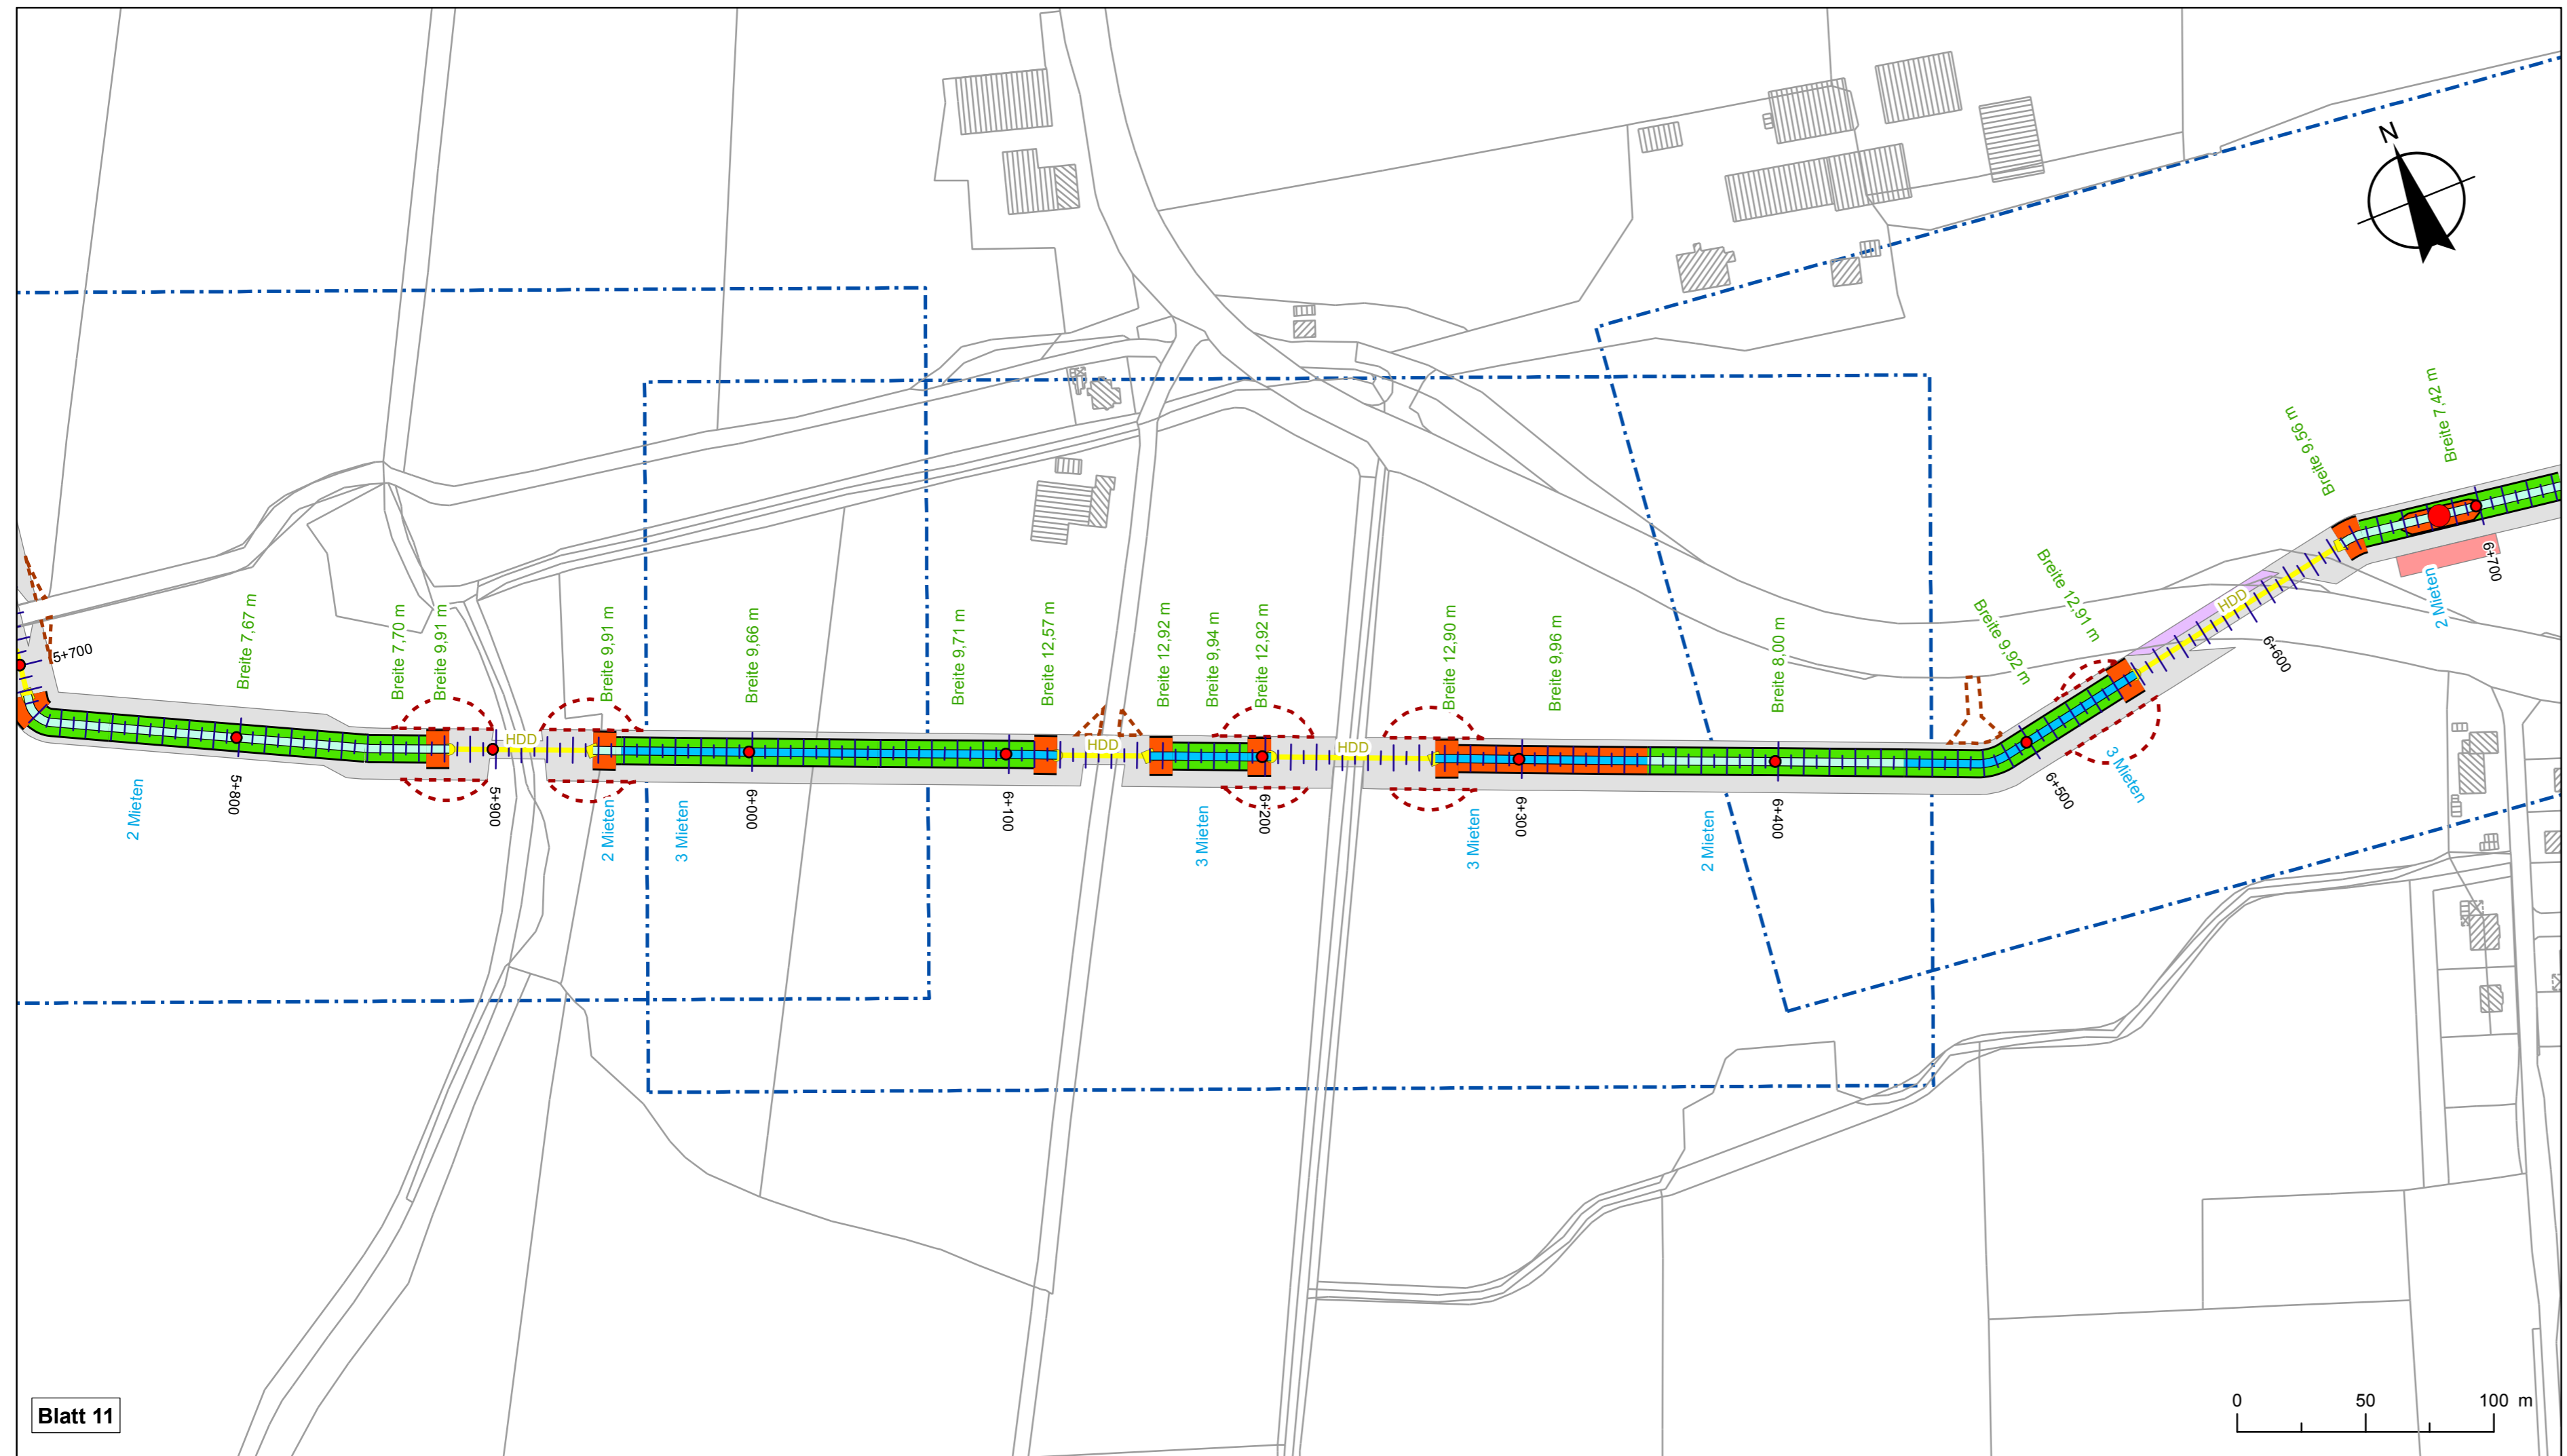 N
Breite 7,42 m
Breite 9,56 m
Breite 12,91 m
Breite 9,92 m
Breite 7,67 m
Breite 7,70 m
Breite 9,91 m
Breite 9,91 m
Breite 9,66 m
Breite 9,71 m
Breite 12,57 m
Breite 12,92 m
Breite 9,94 m
Breite 12,92 m
Breite 12,90 m
Breite 9,96 m
Breite 8,00 m
HDD
HDD
HDD
HDD
5+700
5+800
5+900
6+000
6+100
6+200
6+300
6+400
6+500
6+600
6+700
2 Mieten
2 Mieten
3 Mieten
3 Mieten
3 Mieten
2 Mieten
3 Mieten
2 Mieten
Blatt 11
0 50 100 m